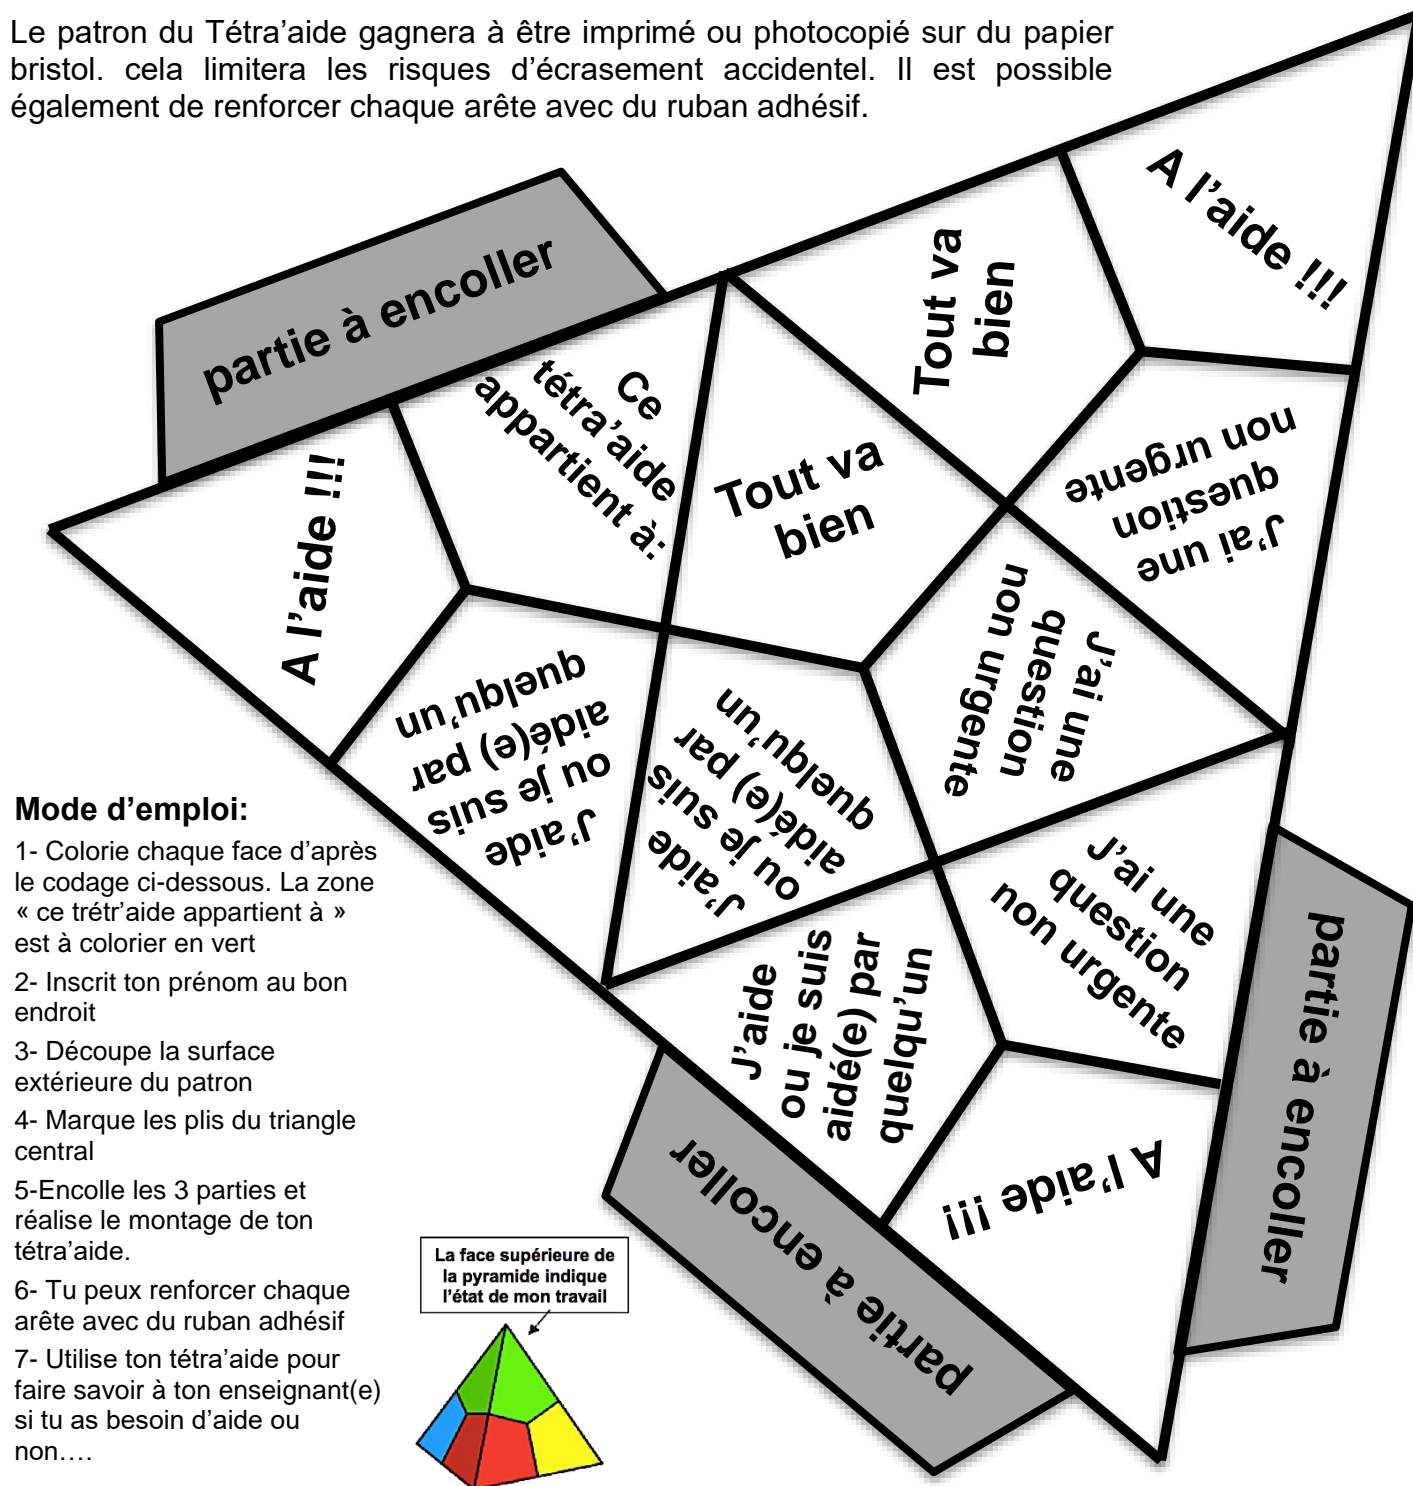 Le patron du Tétra’aide gagnera à être imprimé ou photocopié sur du papier
bristol. cela limitera les risques d’écrasement accidentel. Il est possible
également de renforcer chaque arête avec du ruban adhésif.
partie à encoller
A l’aide !!!
Tout va
bien
Ce
tétra’aide
appartient à:
Tout va
bien
J’ai une
question
non urgente
A l’aide !!!
J’ai une
question
non urgente
J’aide
ou je suis
aidé(e) par
quelqu’un
J’aide
ou je suis
aidé(e) par
quelqu’un
J’ai une
question
non urgente
J’aide
ou je suis
aidé(e) par
quelqu’un
A l’aide !!!
partie à encoller
partie à encoller
Mode d’emploi:
1- Colorie chaque face d’après
le codage ci-dessous. La zone
« ce trétr’aide appartient à »
est à colorier en vert
2- Inscrit ton prénom au bon
endroit
3- Découpe la surface
extérieure du patron
4- Marque les plis du triangle
central
5-Encolle les 3 parties et
réalise le montage de ton
tétra’aide.
6- Tu peux renforcer chaque
arête avec du ruban adhésif
7- Utilise ton tétra’aide pour
faire savoir à ton enseignant(e)
si tu as besoin d’aide ou
non….
La face supérieure de
la pyramide indique
l’état de mon travail